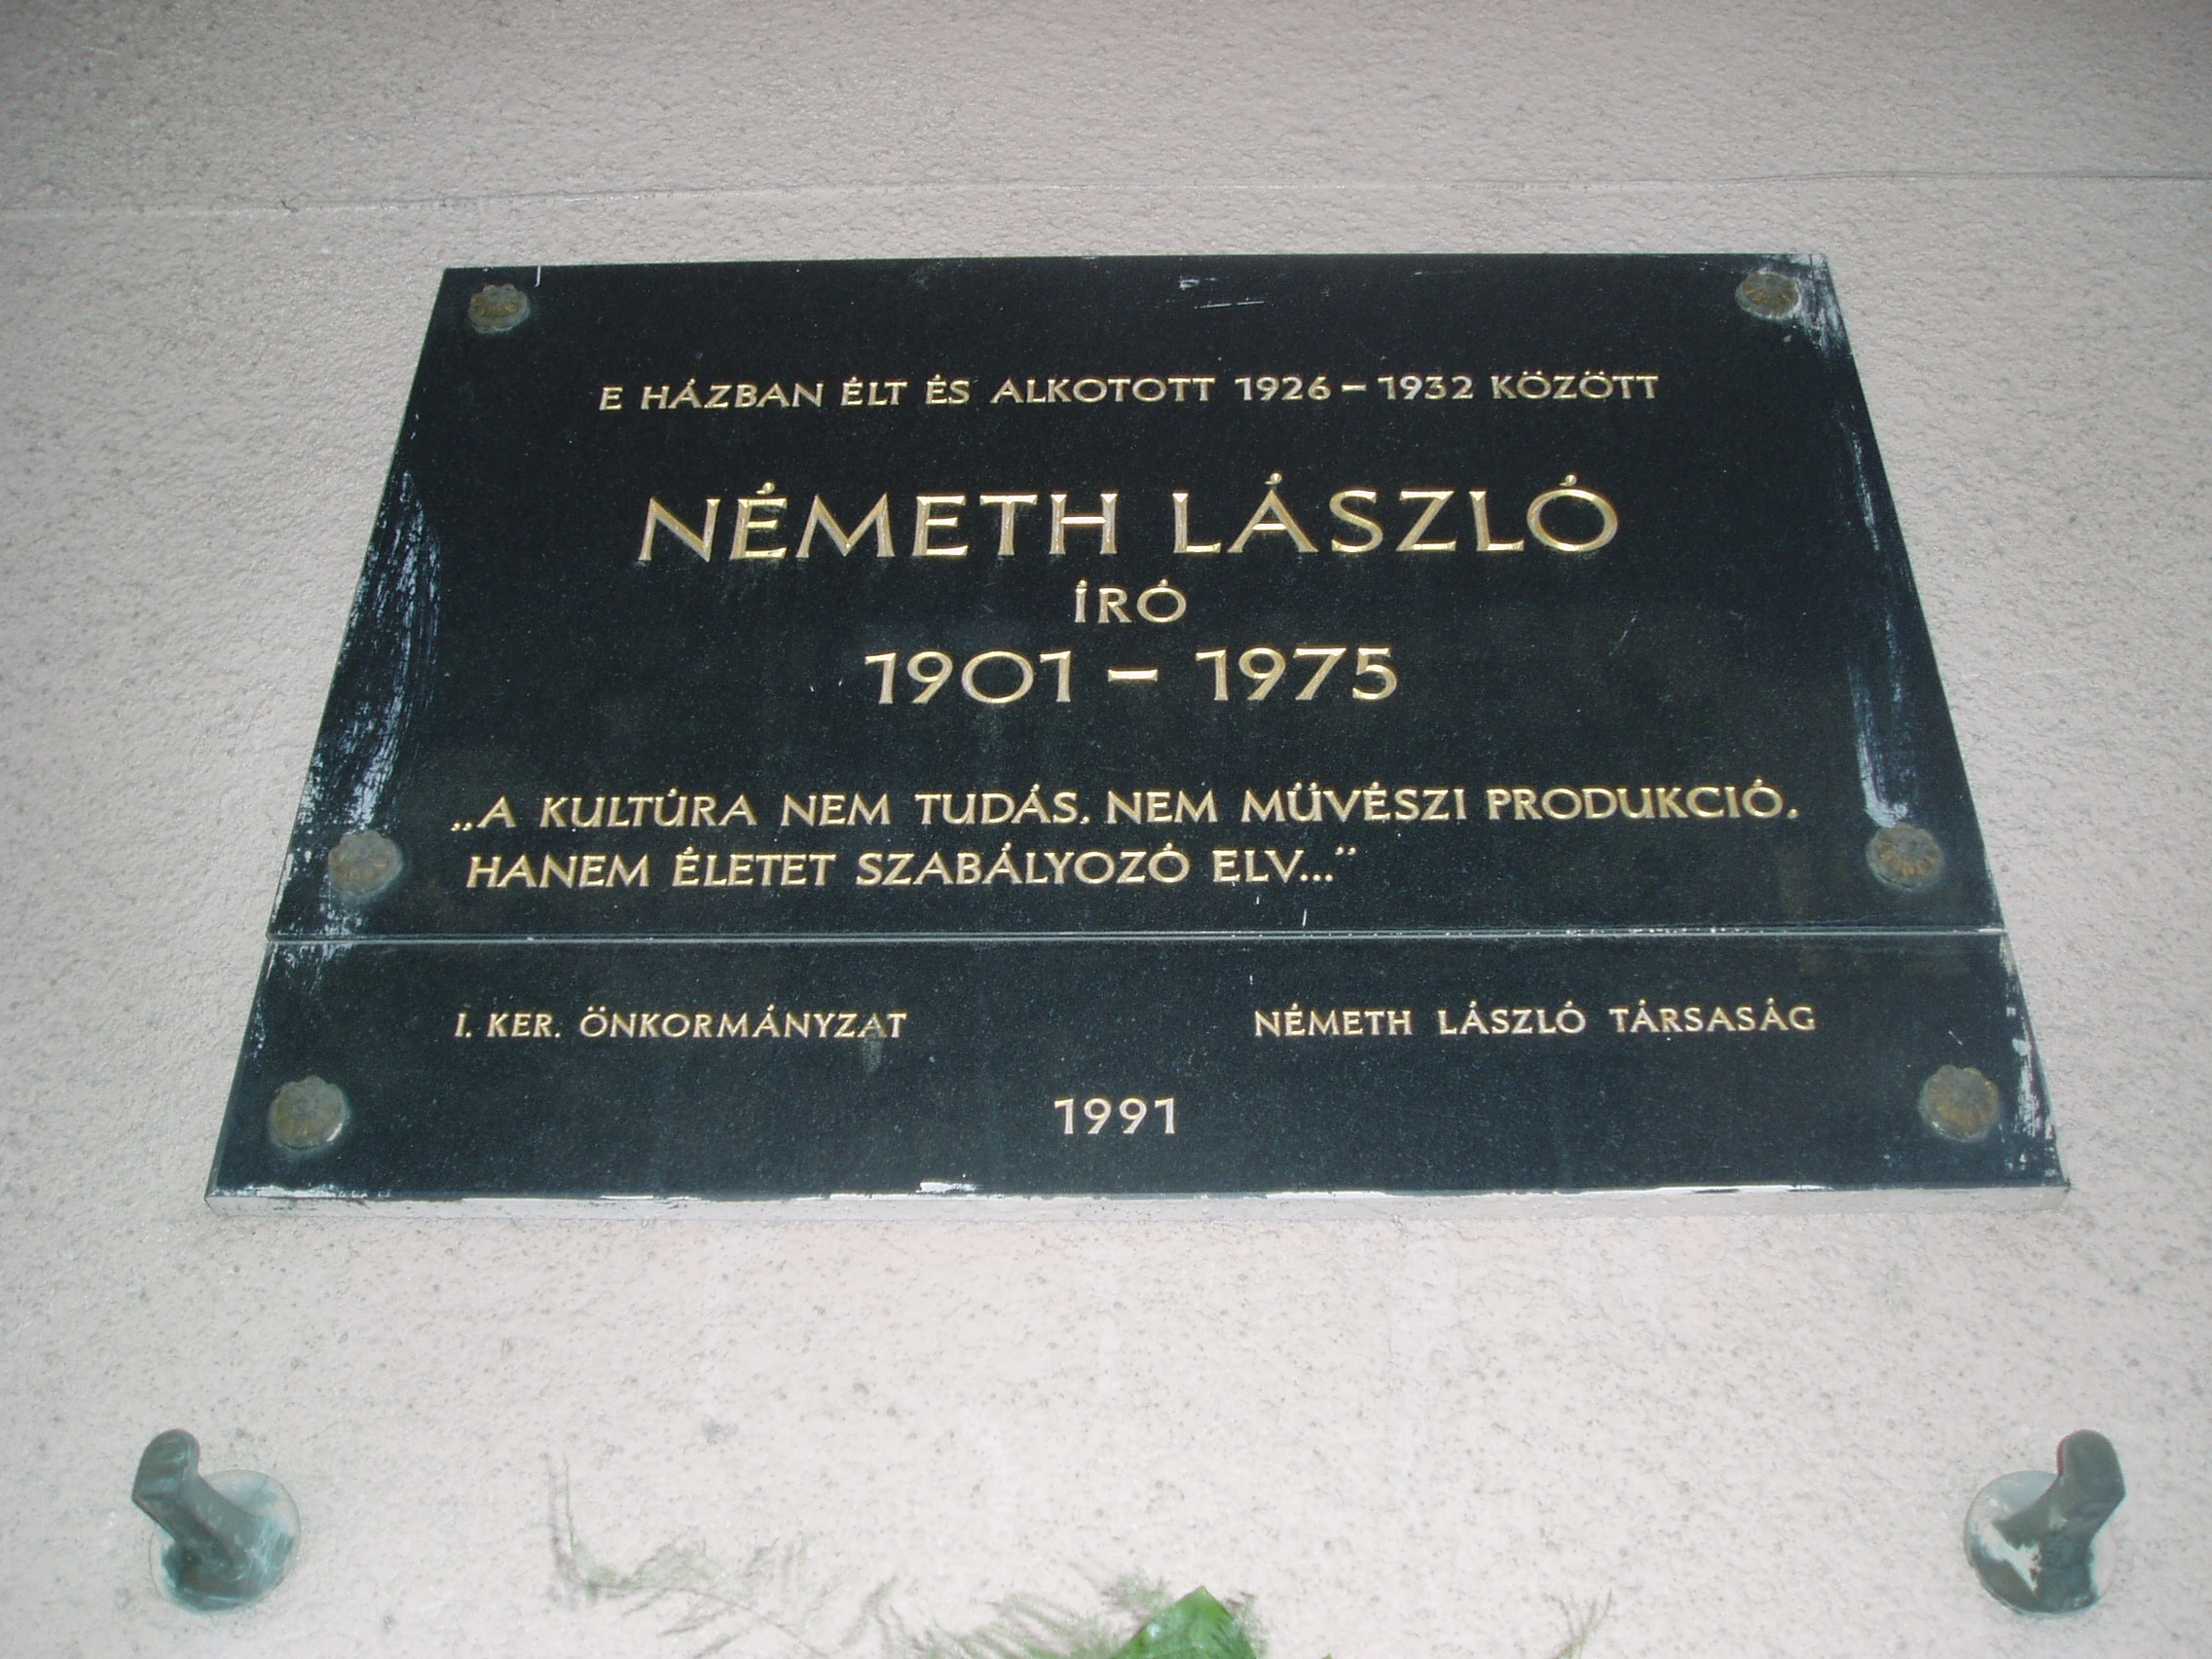 E HÁZBAN ÉLT ÉS ALKOTOTT 1926 – 1932 KÖZÖTT
NÉMETH LÁSZLÓ
ÍRÓ
1901 – 1975
„A KULTÚRA NEM TUDÁS, NEM MŰVÉSZI PRODUKCIÓ,
HANEM ÉLETET SZABÁLYOZÓ ELV...”
I. KER. ÖNKORMÁNYZAT NÉMETH LÁSZLÓ TÁRSASÁG
1991